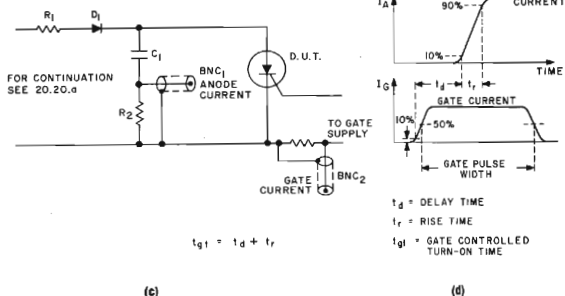 R1
D1
C1
BNC1
ANODE
CURRENT
D.U.T.
FOR CONTINUATION
SEE 20.20.a
R2
TO GATE
SUPPLY
GATE
CURRENT
BNC2
tgt = td + tr
(c)
IA
90%
CURRENT
10%
TIME
IG
td
tr
GATE CURRENT
10%
50%
GATE PULSE
WIDTH
td = DELAY TIME
tr = RISE TIME
tgt = GATE CONTROLLED
TURN-ON TIME
(d)